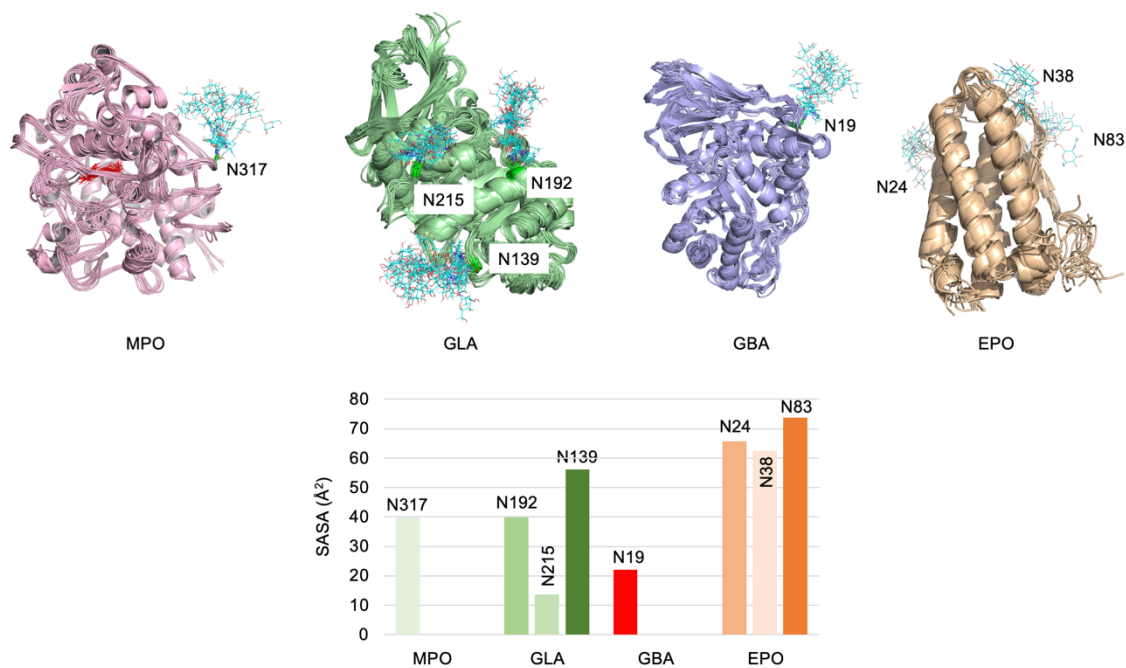 N317
N215
N192
N139
N19
N38
N83
N24
MPO
GLA
GBA
EPO
SASA (Å²)
80
70
60
50
40
30
20
10
0
N317
N192
N215
N139
N19
N24
N38
N83
MPO
GLA
GBA
EPO